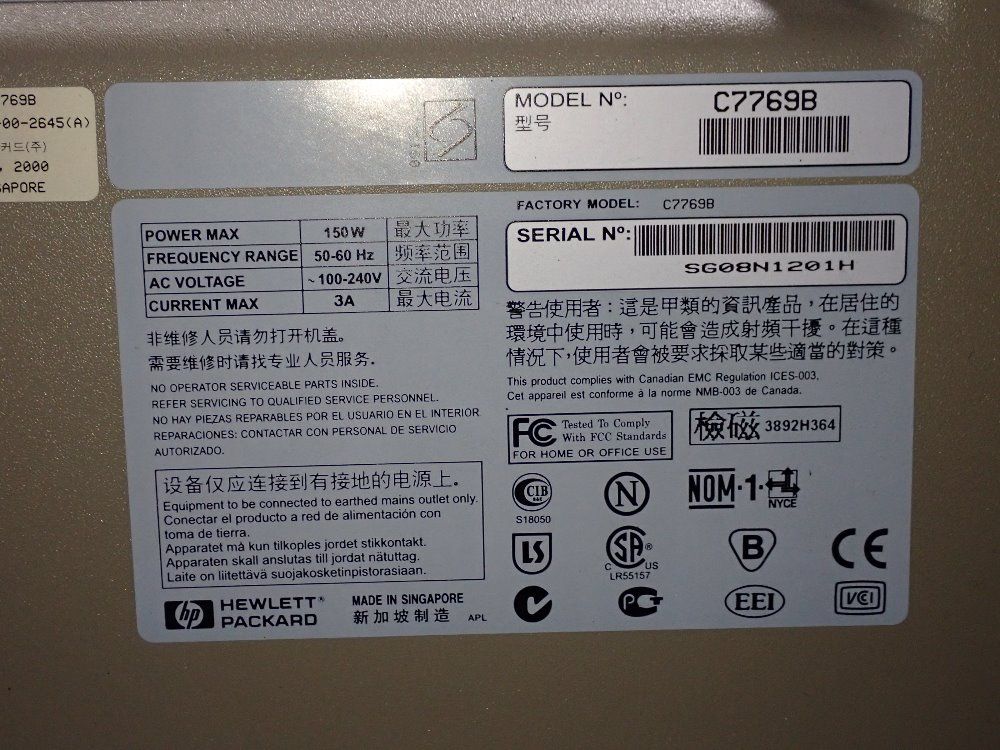 769B
-00-2645(A)
커드(주)
, 2000
GAPORE
MODEL Nº: C7769B
型号
FACTORY MODEL: C7769B
SERIAL Nº:
SG08N1201H
POWER MAX 150W 最大功率
FREQUENCY RANGE 50-60 Hz 频率范围
AC VOLTAGE ~100-240V 交流电压
CURRENT MAX 3A 最大电流
非维修人员请勿打开机盖。
需要维修时请找专业人员服务.
NO OPERATOR SERVICEABLE PARTS INSIDE.
REFER SERVICING TO QUALIFIED SERVICE PERSONNEL.
NO HAY PIEZAS REPARABLES POR EL USUARIO EN EL INTERIOR
REPARACIONES: CONTACTAR CON PERSONAL DE SERVICIO
AUTORIZADO.
设备仅应连接到有接地的电源上.
Equipment to be connected to earthed mains outlet only.
Conectar el producto a red de alimentación con
toma de tierra.
Apparatet må kun tilkoples jordet stikkontakt.
Apparaten skall anslutas till jordat nätuttag.
Laite on liitettävä suojakosketinpistorasiaan.
hp HEWLETT®
PACKARD
MADE IN SINGAPORE
新加坡制造 APL
警告使用者：這是甲類的資訊產品，在居住的
環境中使用時，可能會造成射頻干擾。在這種
情況下，使用者會被要求採取某些適當的對策。
This product complies with Canadian EMC Regulation ICES-003.
Cet appareil est conforme à la norme NMB-003 de Canada.
FC Tested To Comply
With FCC Standards
FOR HOME OR OFFICE USE
檢磁 3892H364
CIB
S18050
N
NOM-1-
NYCE
LS
SA®
C US
LR55157
B
CE
PCT
EEI
VCI